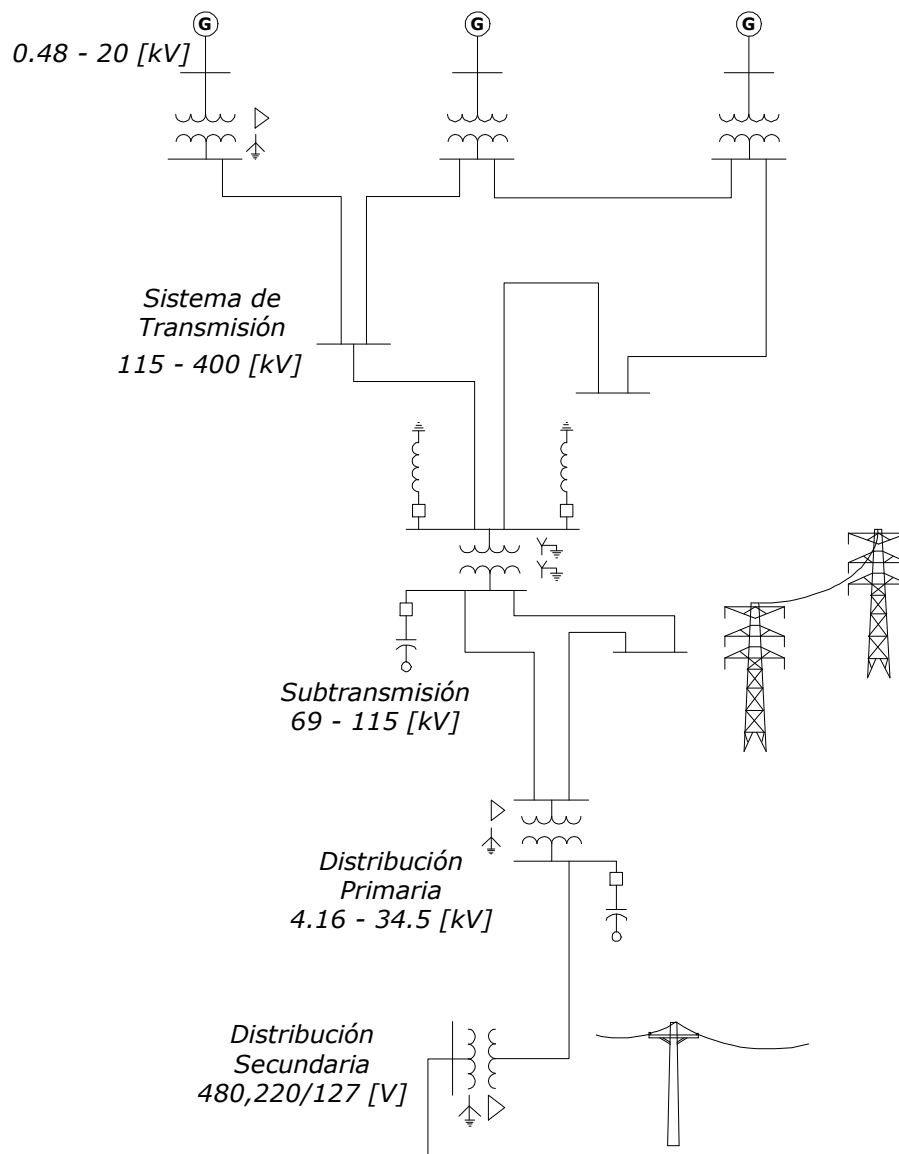 G
G
G
0.48 - 20 [kV]
Sistema de
Transmisión
115 - 400 [kV]
Subtransmisión
69 - 115 [kV]
Distribución
Primaria
4.16 - 34.5 [kV]
Distribución
Secundaria
480,220/127 [V]